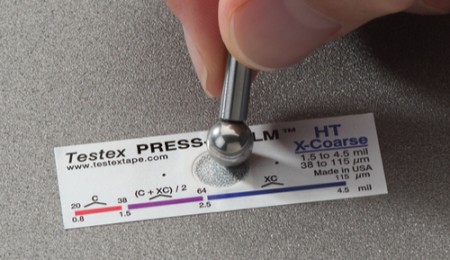 Testex PRESS-O-FILM™
www.testextape.com
HT
X-Coarse
1.5 to 4.5 mil
38 to 115 µm
Made in USA
C (C + XC) / 2 XC
20 38 64 115 µm
0.8 1.5 2.5 4.5 mil